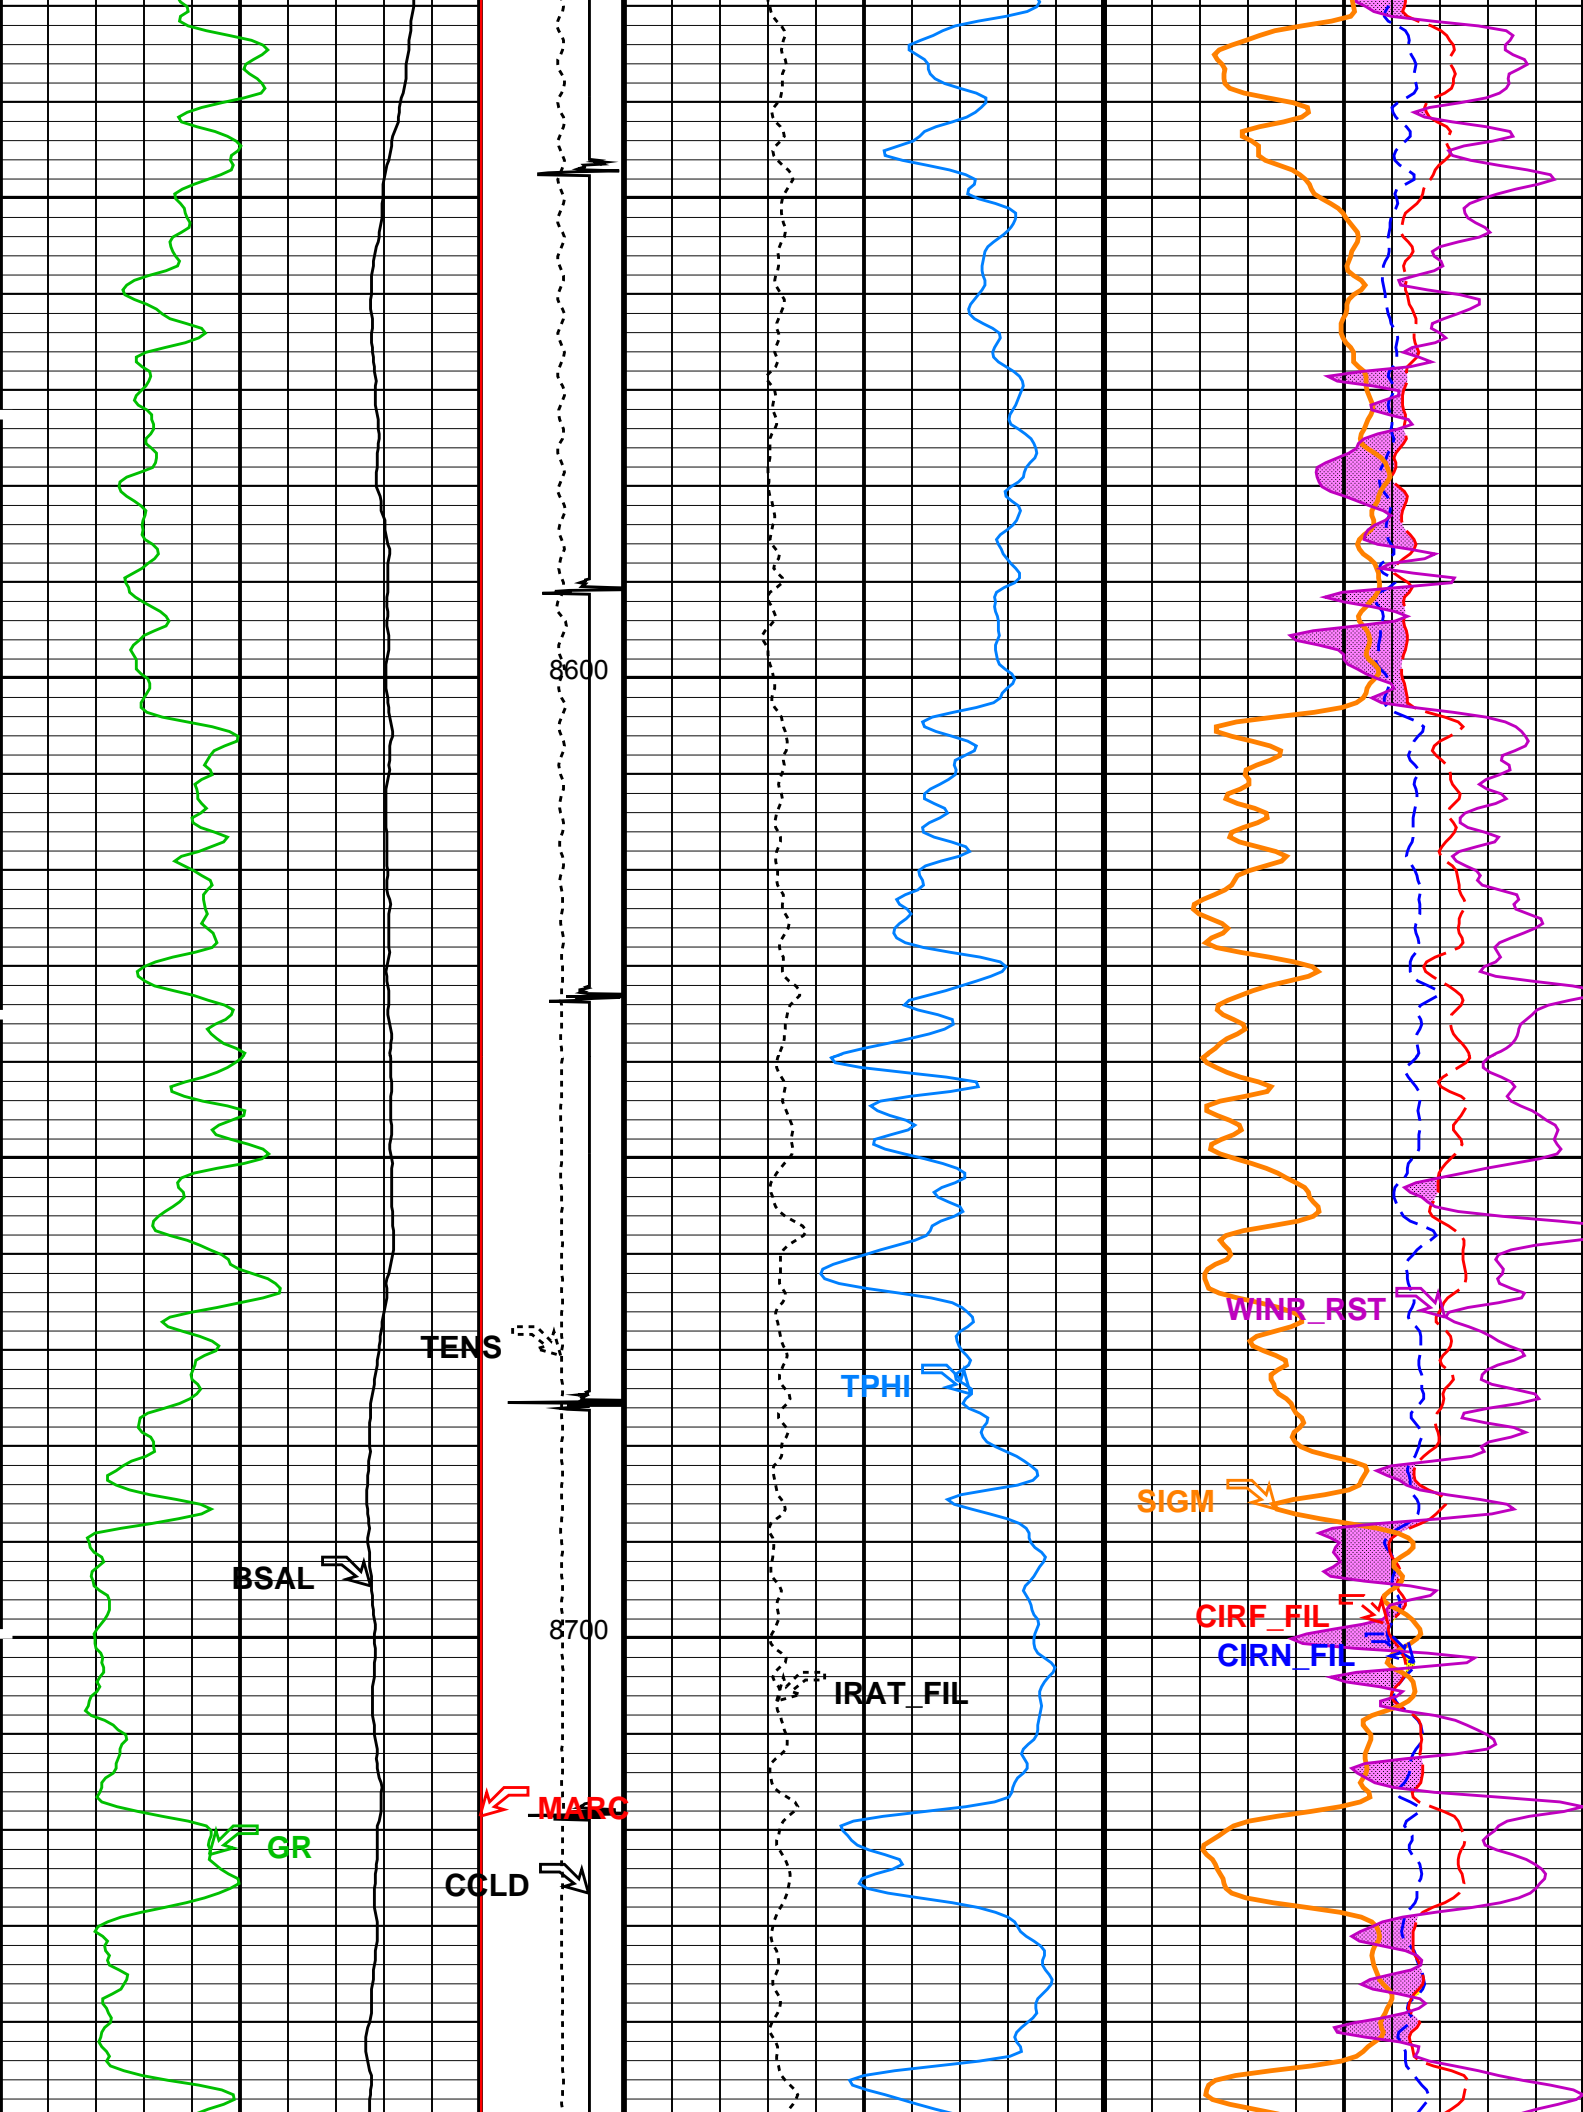 8600
WINR_RST
TENS
TPHI
SIGM
BSAL
CIRF_FIL
8700
CIRN_FIL
IRAT_FIL
MARC
GR
CCLD